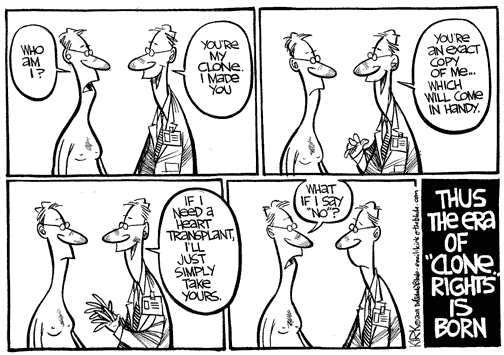 WHO
AM
I?
YOU'RE
MY
CLONE.
I MADE
YOU
YOU'RE
AN EXACT
COPY
OF ME...
WHICH
WILL COME
IN HANDY.
IF I
NEED A
HEART
TRANSPLANT,
I'LL
JUST
SIMPLY
TAKE
YOURS.
WHAT
IF I SAY
"NO"?
THUS
THE ERA
OF
"CLONE
RIGHTS"
IS
BORN